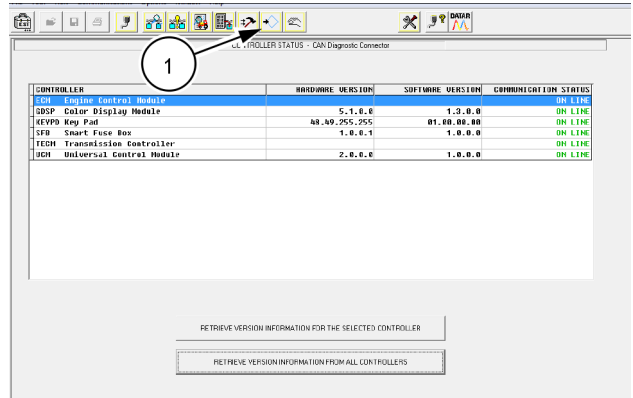 EST
DATAR
1
CONTROLLER STATUS - CAN Diagnostic Connector
CONTROLLER HARDWARE VERSION SOFTWARE VERSION COMMUNICATION STATUS
ECM Engine Control Module ON LINE
GDSP Color Display Module 5.1.0.0 1.3.0.0 ON LINE
KEYPD Key Pad 48.49.255.255 01.00.00.00 ON LINE
SFB Smart Fuse Box 1.0.0.1 1.0.0.0 ON LINE
TECM Transmission Controller ON LINE
UCM Universal Control Module 2.0.0.0 1.0.0.0 ON LINE
RETRIEVE VERSION INFORMATION FOR THE SELECTED CONTROLLER
RETRIEVE VERSION INFORMATION FROM ALL CONTROLLERS